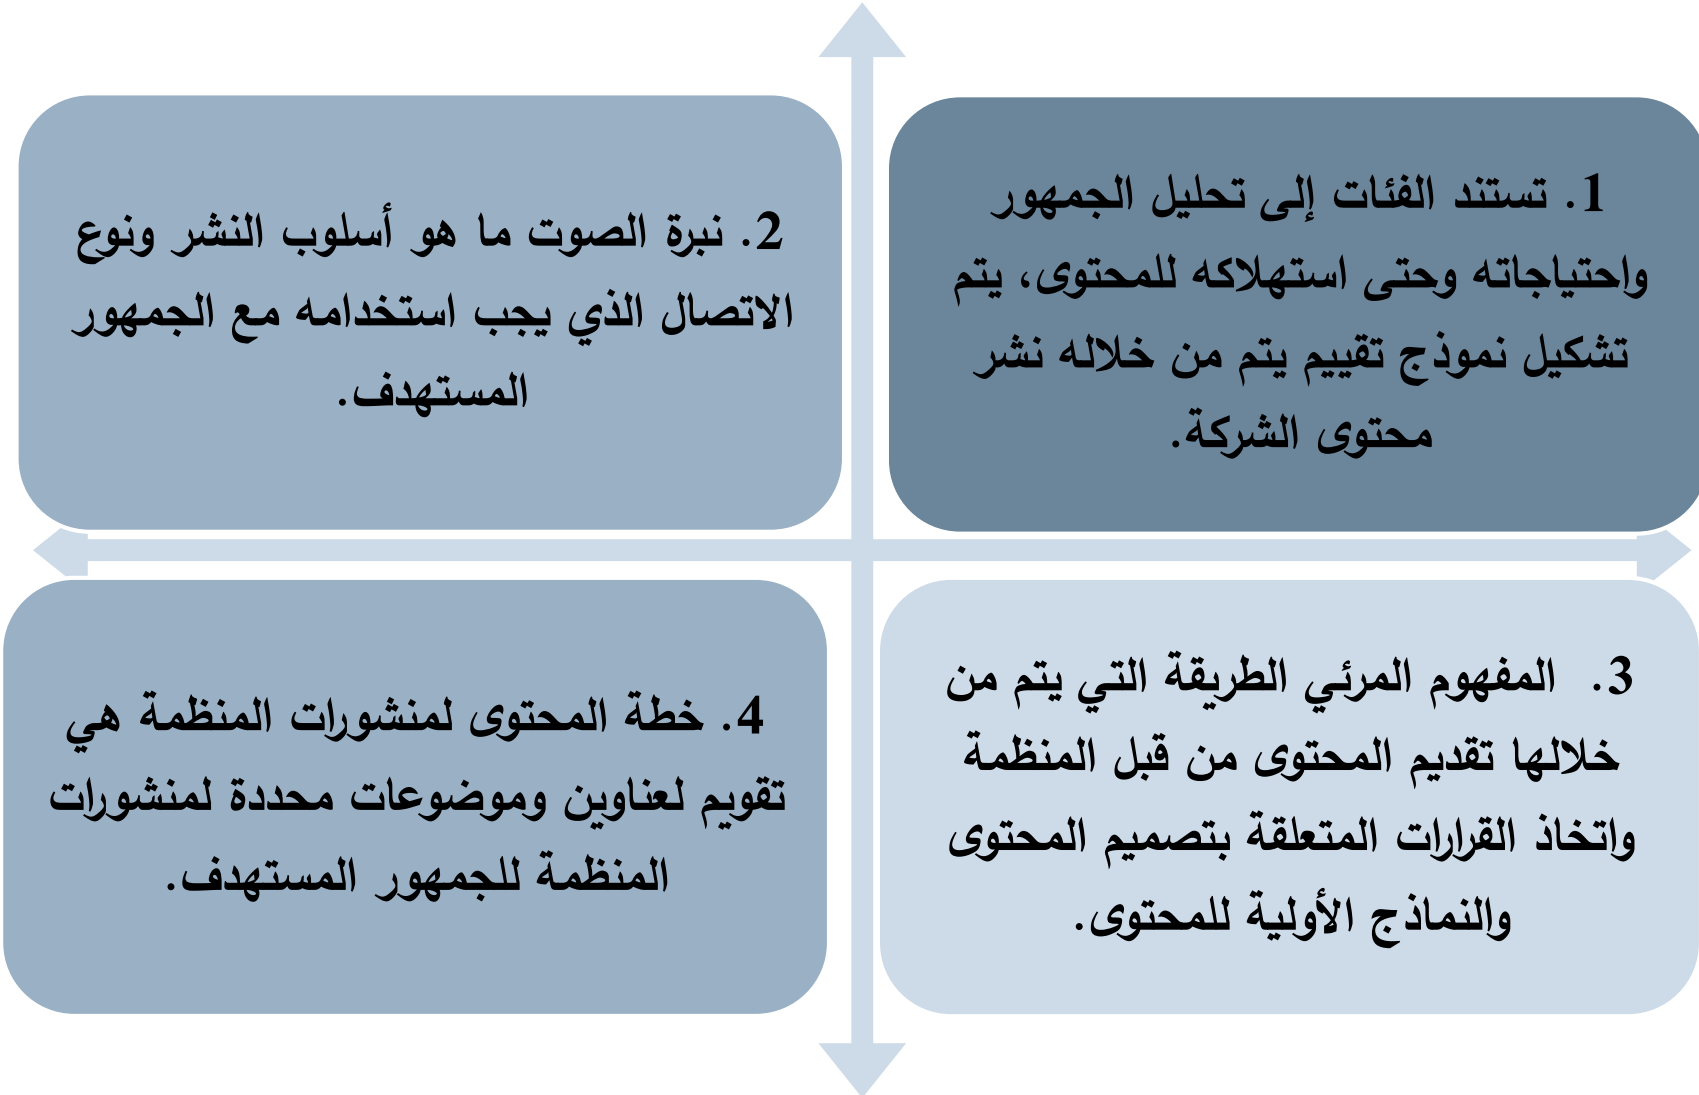 1. تستند الفئات إلى تحليل الجمهور
واحتياجاته وحتى استهلاكه للمحتوى، يتم
تشكيل نموذج تقييم يتم من خلاله نشر
محتوى الشركة.
2. نبرة الصوت ما هو أسلوب النشر ونوع
الاتصال الذي يجب استخدامه مع الجمهور
المستهدف.
3. المفهوم المرئي الطريقة التي يتم من
خلالها تقديم المحتوى من قبل المنظمة
واتخاذ القرارات المتعلقة بتصميم المحتوى
والنماذج الأولية للمحتوى.
4. خطة المحتوى لمنشورات المنظمة هي
تقويم لعناوين وموضوعات محددة لمنشورات
المنظمة للجمهور المستهدف.